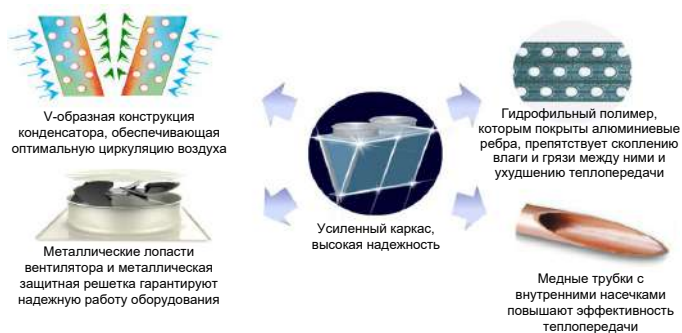 V-образная конструкция
конденсатора, обеспечивающая
оптимальную циркуляцию воздуха
Гидрофильный полимер,
которым покрыты алюминиевые
ребра, препятствует скоплению
влаги и грязи между ними и
ухудшению теплопередачи
Усиленный каркас,
высокая надежность
Металлические лопасти
вентилятора и металлическая
защитная решетка гарантируют
надежную работу оборудования
Медные трубки с
внутренними насечками
повышают эффективность
теплопередачи